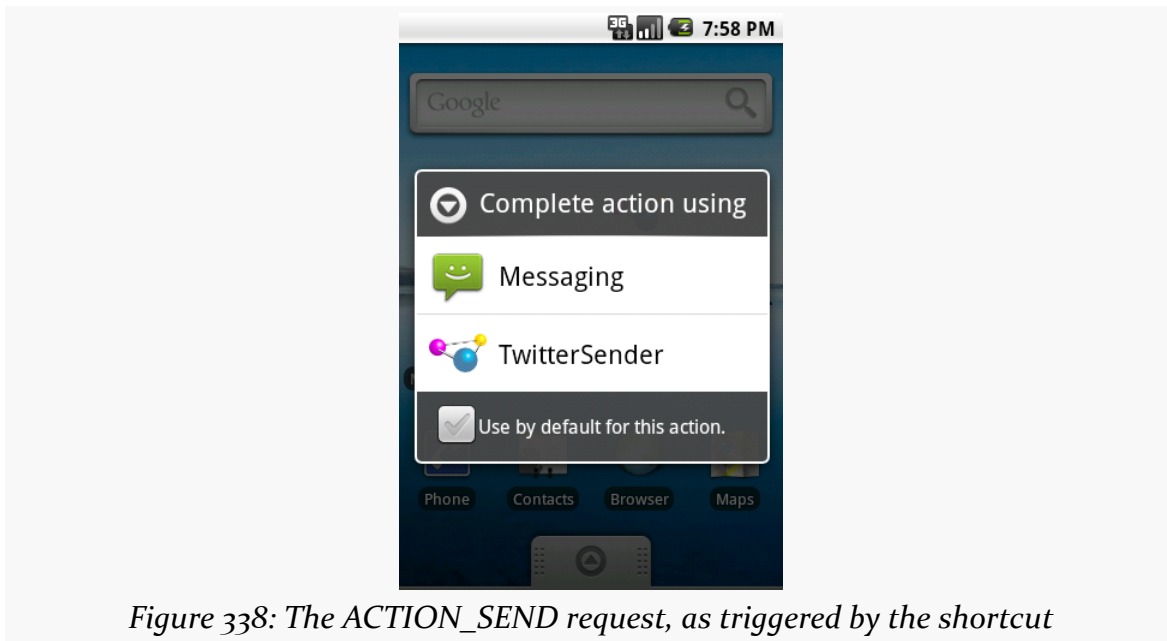 3G 7:58 PM
Google
Complete action using
Messaging
TwitterSender
Use by default for this action.
Phone Contacts Browser Maps
Figure 338: The ACTION_SEND request, as triggered by the shortcut